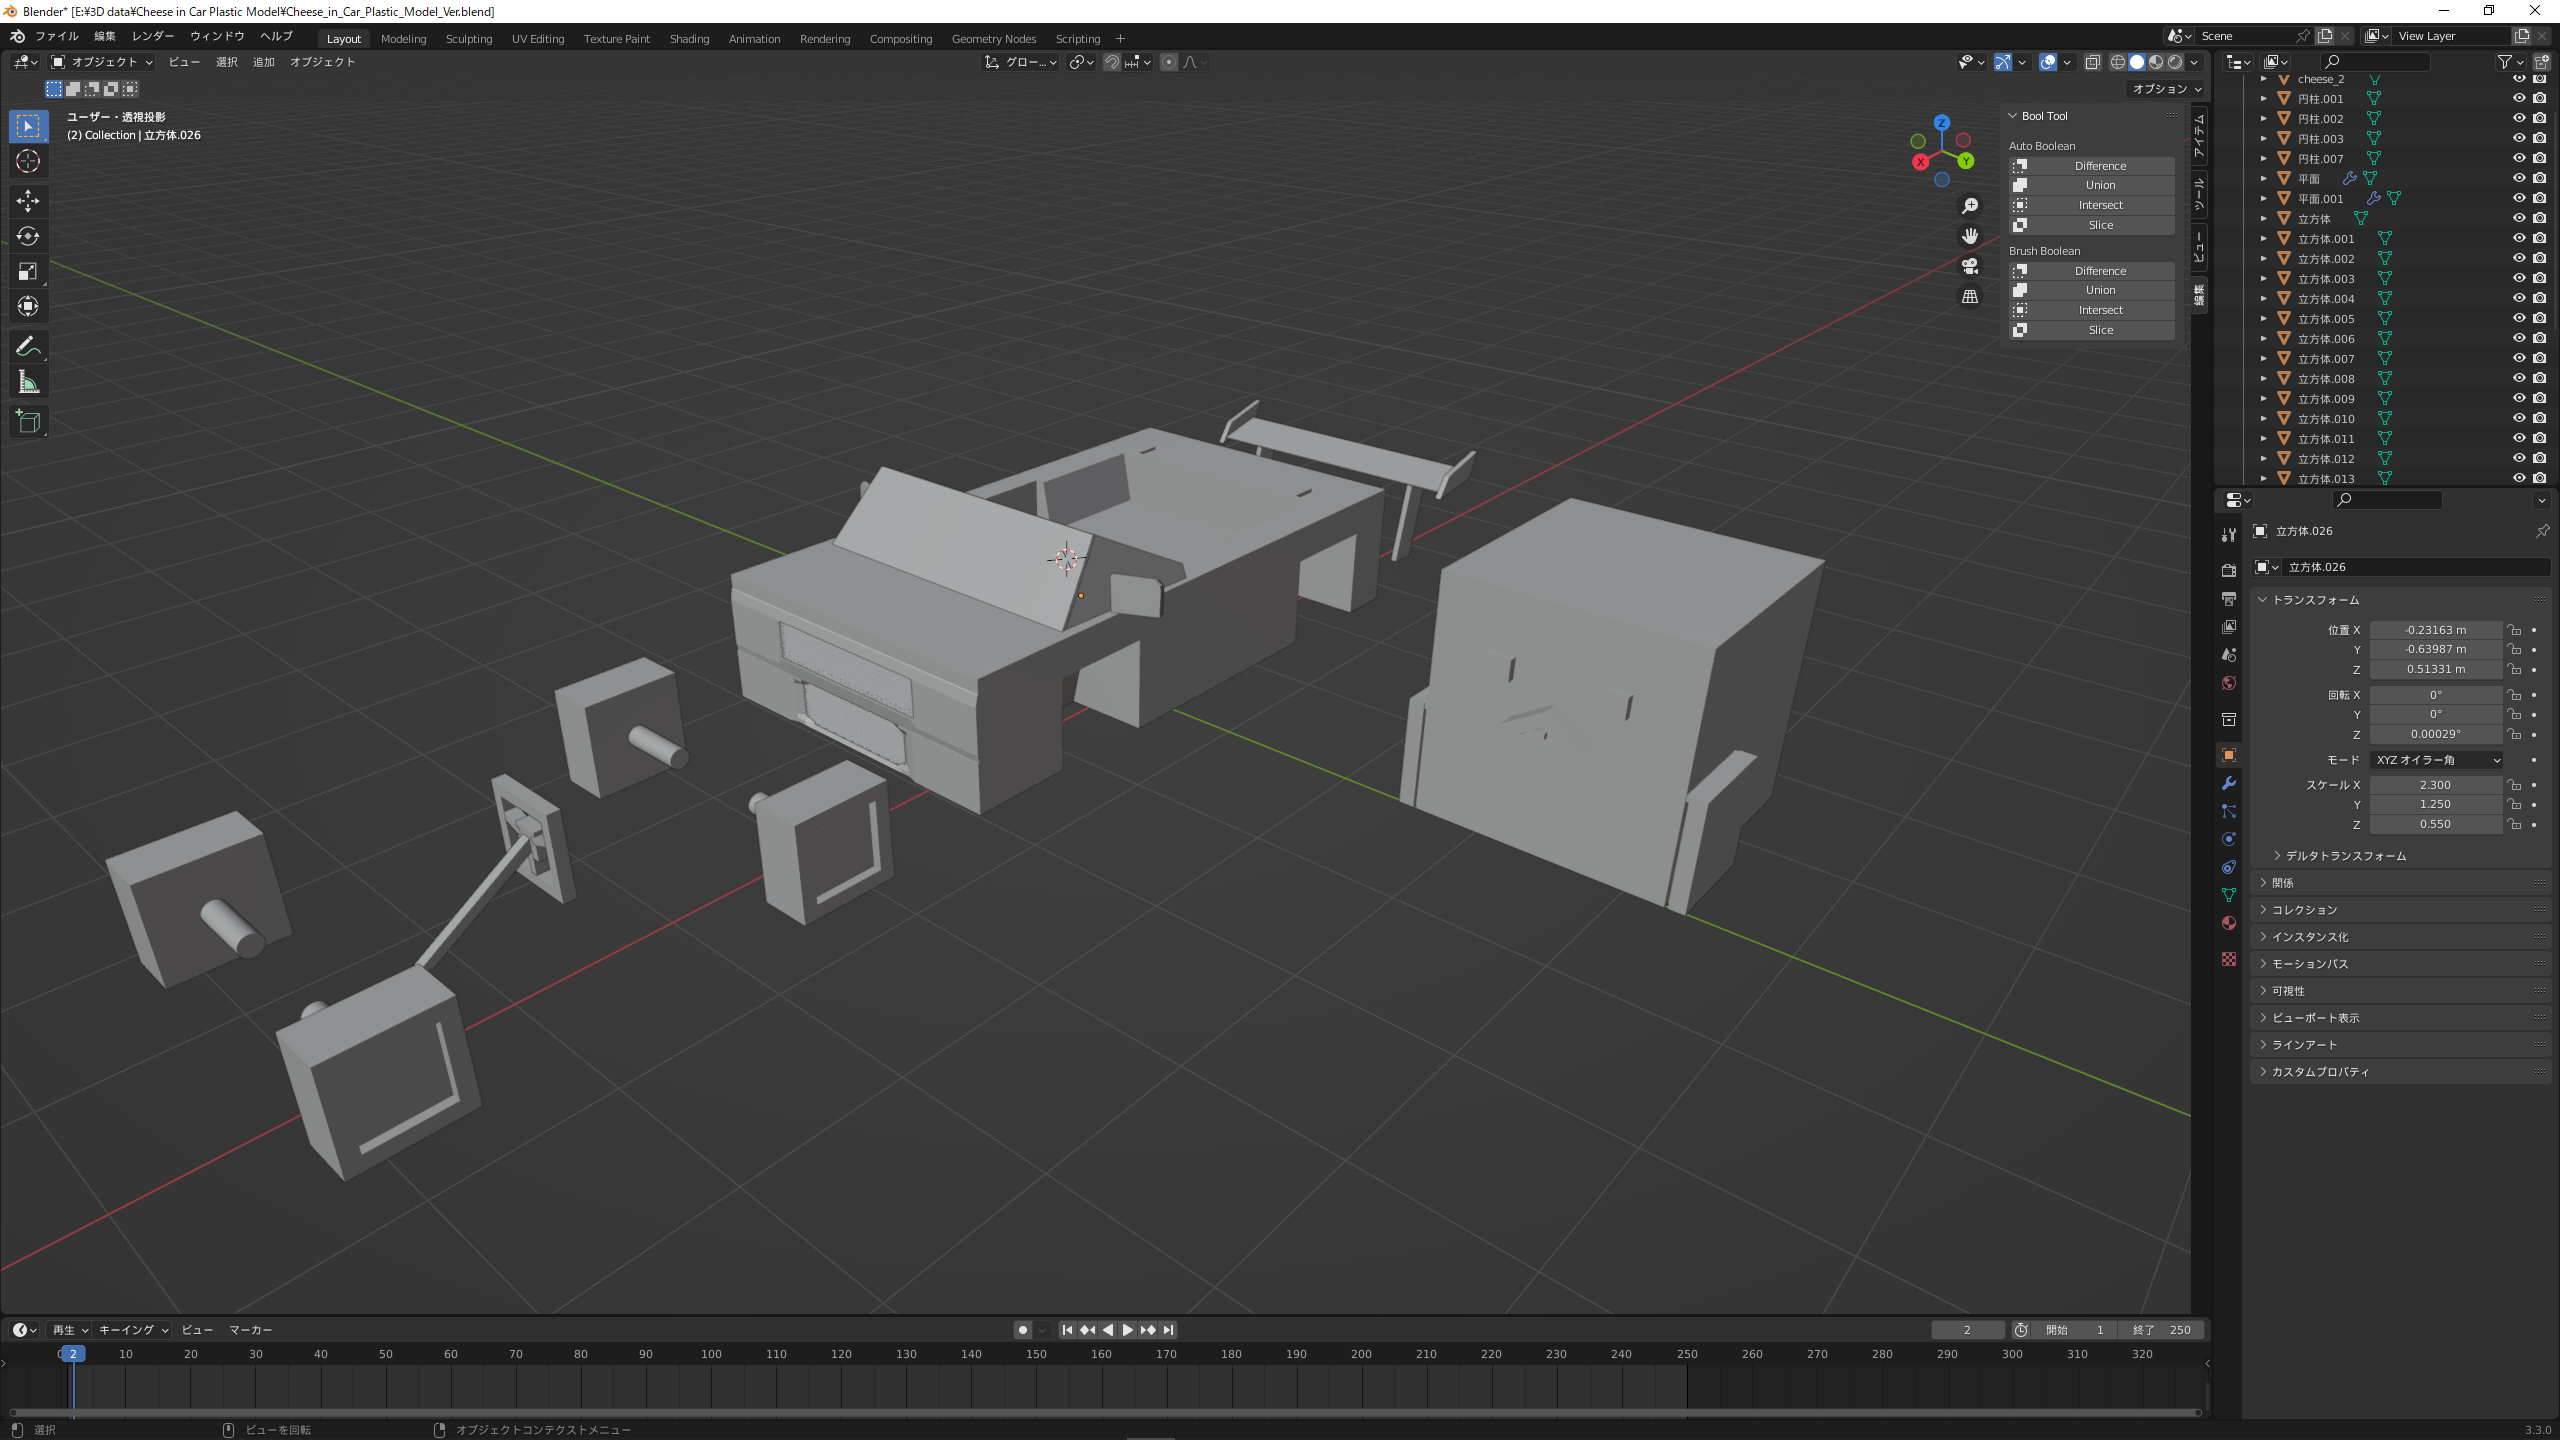 Blender* [E:¥3D data¥Cheese in Car Plastic Model¥Cheese_in_Car_Plastic_Model_Ver.blend]
ファイル 編集 レンダー ウィンドウ ヘルプ Layout Modeling Sculpting UV Editing Texture Paint Shading Animation Rendering Compositing Geometry Nodes Scripting + Scene View Layer
オブジェクト ビュー 選択 追加 オブジェクト グロー...
オプション
ユーザー・透視投影
(2) Collection | 立方体.026
Z
X
Y
Bool Tool
Auto Boolean
Difference
Union
Intersect
Slice
Brush Boolean
Difference
Union
Intersect
Slice
アイテム
ツール
ビュー
編集
cheese_2
円柱.001
円柱.002
円柱.003
円柱.007
平面
平面.001
立方体
立方体.001
立方体.002
立方体.003
立方体.004
立方体.005
立方体.006
立方体.007
立方体.008
立方体.009
立方体.010
立方体.011
立方体.012
立方体.013
立方体.026
立方体.026
トランスフォーム
位置 X -0.23163 m
Y -0.63987 m
Z 0.51331 m
回転 X 0°
Y 0°
Z 0.00029°
モード XYZ オイラー角
スケール X 2.300
Y 1.250
Z 0.550
デルタトランスフォーム
関係
コレクション
インスタンス化
モーションパス
可視性
ビューポート表示
ラインアート
カスタムプロパティ
再生 キーイング ビュー マーカー 2 開始 1 終了 250
2 10 20 30 40 50 60 70 80 90 100 110 120 130 140 150 160 170 180 190 200 210 220 230 240 250 260 270 280 290 300 310 320
選択 ビューを回転 オブジェクトコンテクストメニュー 3.3.0